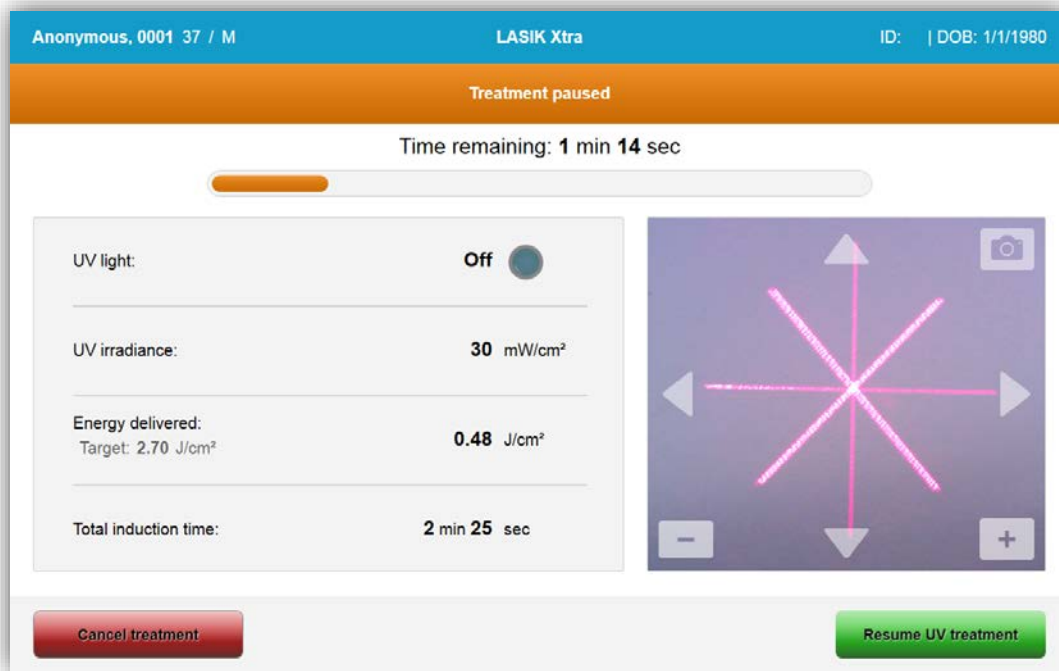 Anonymous, 0001 37 / M LASIK Xtra ID: | DOB: 1/1/1980
Treatment paused
Time remaining: 1 min 14 sec
UV light: Off
UV irradiance: 30 mW/cm²
Energy delivered:
Target: 2.70 J/cm²
0.48 J/cm²
Total induction time: 2 min 25 sec
Cancel treatment
Resume UV treatment